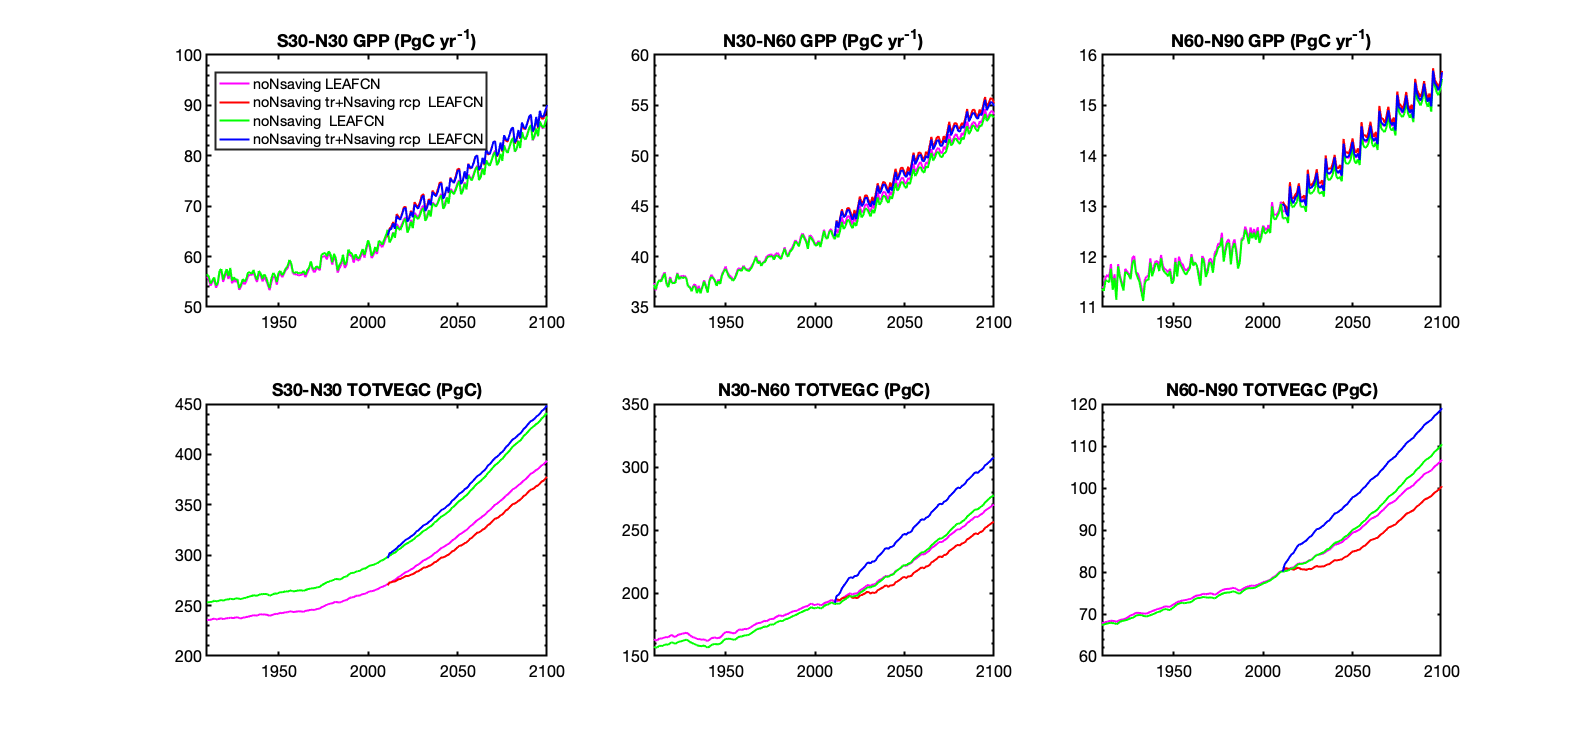 S30-N30 GPP (PgC yr-1)
100
90
80
70
60
50
1950 2000 2050 2100
noNsaving LEAFCN
noNsaving tr+Nsaving rcp  LEAFCN
noNsaving  LEAFCN
noNsaving tr+Nsaving rcp  LEAFCN
N30-N60 GPP (PgC yr-1)
60
55
50
45
40
35
1950 2000 2050 2100
N60-N90 GPP (PgC yr-1)
16
15
14
13
12
11
1950 2000 2050 2100
S30-N30 TOTVEGC (PgC)
450
400
350
300
250
200
1950 2000 2050 2100
N30-N60 TOTVEGC (PgC)
350
300
250
200
150
1950 2000 2050 2100
N60-N90 TOTVEGC (PgC)
120
110
100
90
80
70
60
1950 2000 2050 2100